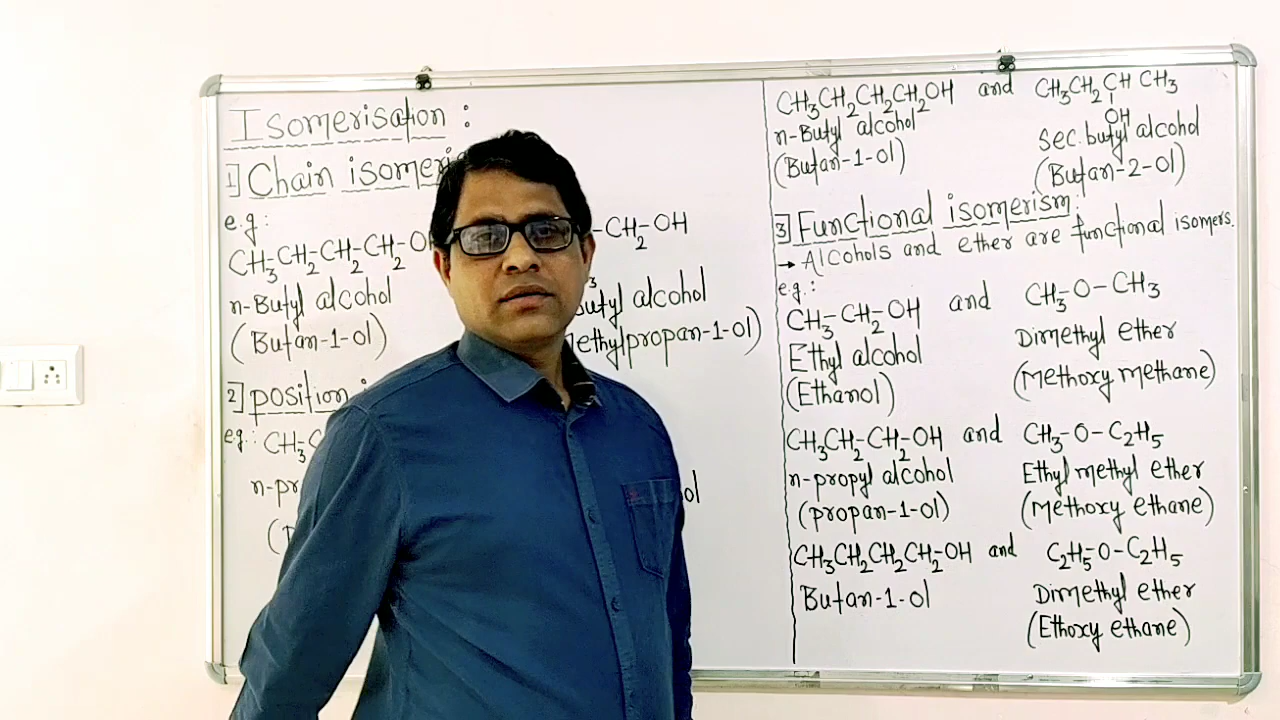 Isomerisation :
1] Chain isomeris
e.g:
CH₃-CH₂-CH₂-CH₂-OH
-CH₂-OH
3
n-Butyl alcohol
butyl alcohol
(Butan-1-ol)
methylpropan-1-ol)
2] position
e.g.: CH₃-C
n-pr
ol
(p
CH₃CH₂CH₂CH₂OH and CH₃CH₂CH CH₃
OH
n-Butyl alcohol
Sec. butyl alcohol
(Butan-1-ol)
(Butan-2-ol)
3] Functional isomerism:
→ Alcohols and ether are functional isomers.
e.g.:
CH₃-CH₂-OH and CH₃-O-CH₃
Ethyl alcohol
Dimethyl ether
(Ethanol)
(Methoxy methane)
CH₃CH₂-CH₂-OH and CH₃-O-C₂H₅
n-propyl alcohol
Ethyl methyl ether
(propan-1-ol)
(Methoxy ethane)
CH₃CH₂CH₂CH₂-OH and C₂H₅-O-C₂H₅
Butan-1-ol
Dimethyl ether
(Ethoxy ethane)